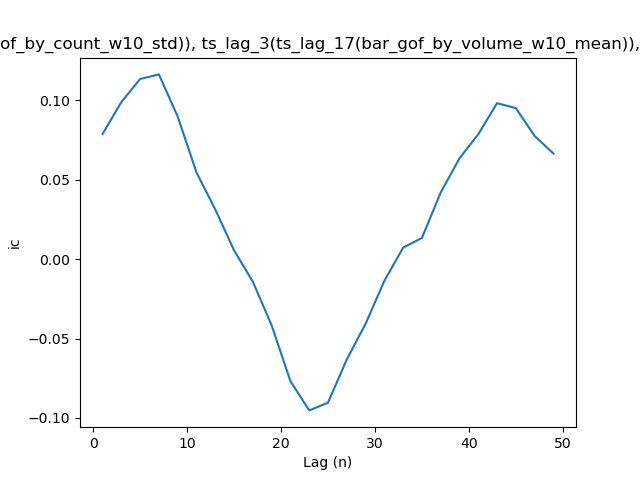 of_by_count_w10_std)), ts_lag_3(ts_lag_17(bar_gof_by_volume_w10_mean)),
0.10
0.05
0.00
−0.05
−0.10
ic
0 10 20 30 40 50
Lag (n)